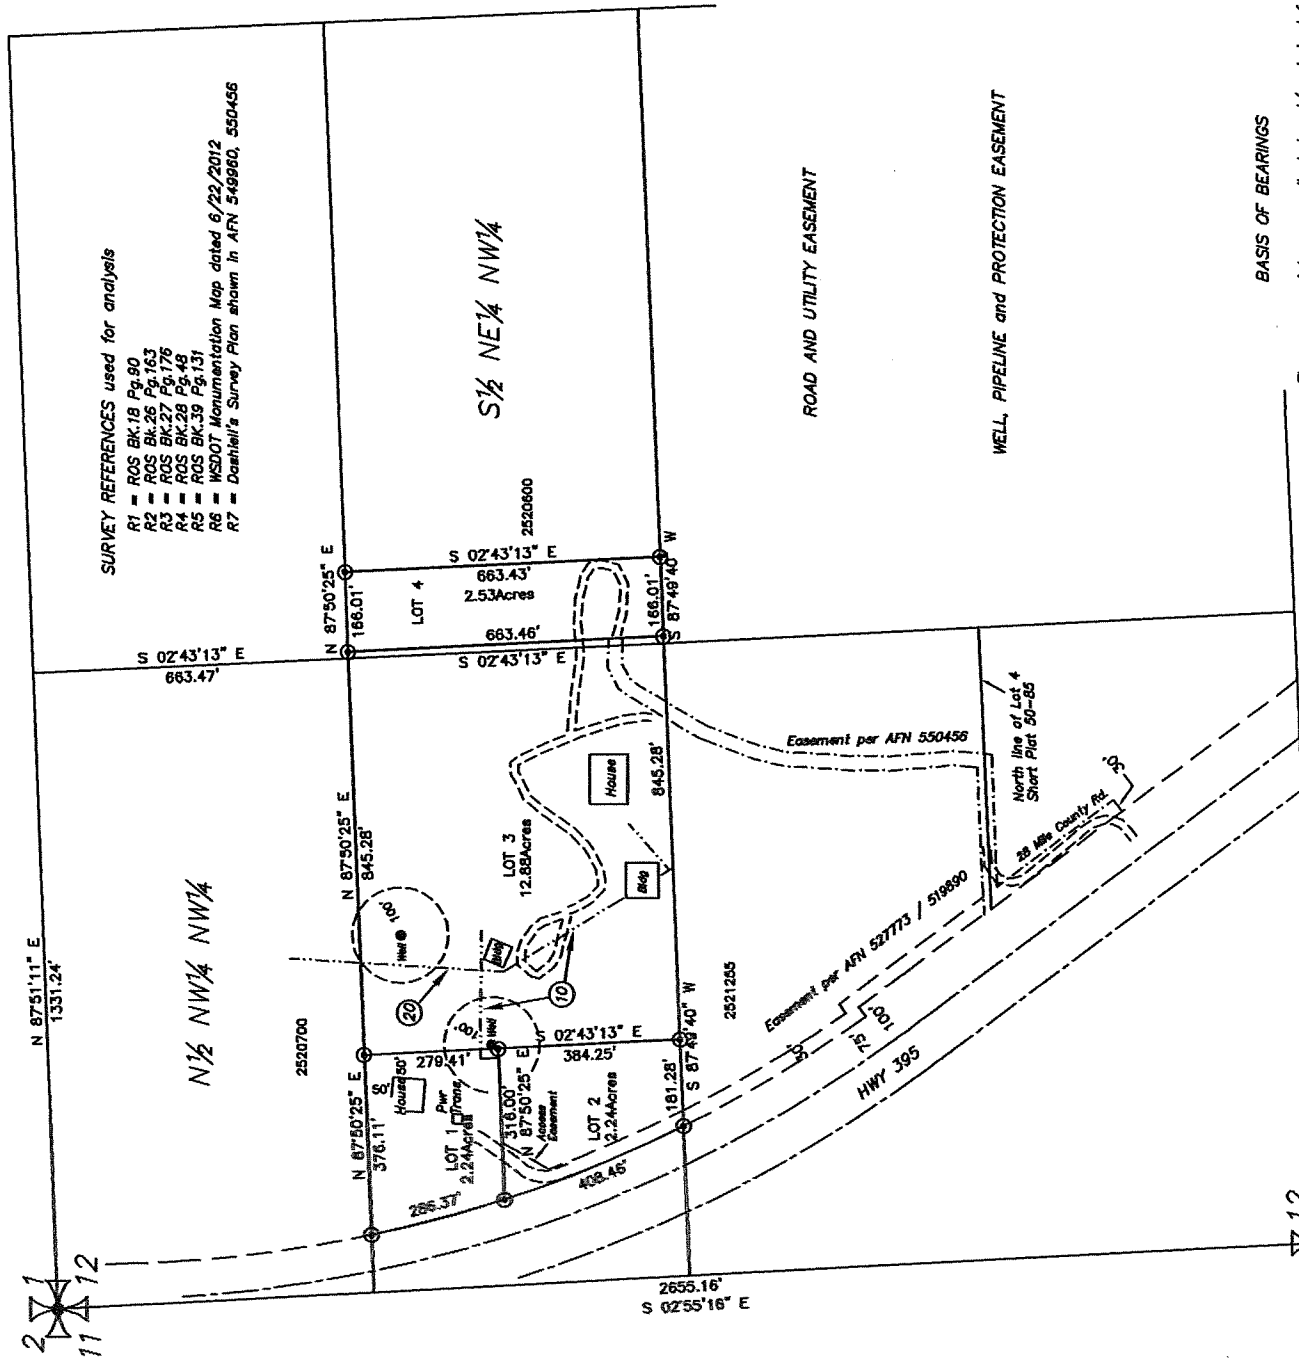 SURVEY REFERENCES used for analysis
R1 = ROS BK.18 Pg.90
R2 = ROS Bk.26 Pg.163
R3 = ROS BK.27 Pg.176
R4 = ROS BK.28 Pg.48
R5 = ROS BK.39 Pg.131
R6 = WSDOT Monumentation Map dated 6/22/2012
R7 = Dashiell's Survey Plan shown in AFN 549960, 550456
2 1
11 12
N 87°51'11" E
1331.24'
S 02°43'13" E
663.47'
N½ NW¼ NW¼
2520700
S½ NE¼ NW¼
2520600
N 87°50'25" E
166.01'
LOT 4
2.53Acres
S 02°43'13" E
663.43'
663.46'
S 02°43'13" E
166.01'
S 87°49'40" W
N 87°50'25" E
845.28'
LOT 3
12.88Acres
House
845.28'
Bldg
Bldg
Well
100'
20
10
100'
Well
N 87°50'25" E
376.11'
50'
House
50'
279.41'
S 02°43'13" E
384.25'
Pwr
Trans.
LOT 1
2.24Acres
316.00'
N 87°50'25" E
Access
Easement
LOT 2
2.24Acres
286.37'
408.46'
181.28'
S 87°49'40" W
2521255
Easement per AFN 550456
North line of Lot 4
Short Plat 50-85
28 Mile County Rd.
30'
Easement per AFN 527773 / 519890
30'
75'
100'
HWY 395
2655.16'
S 02°55'16" E
12
ROAD AND UTILITY EASEMENT
WELL, PIPELINE and PROTECTION EASEMENT
BASIS OF BEARINGS